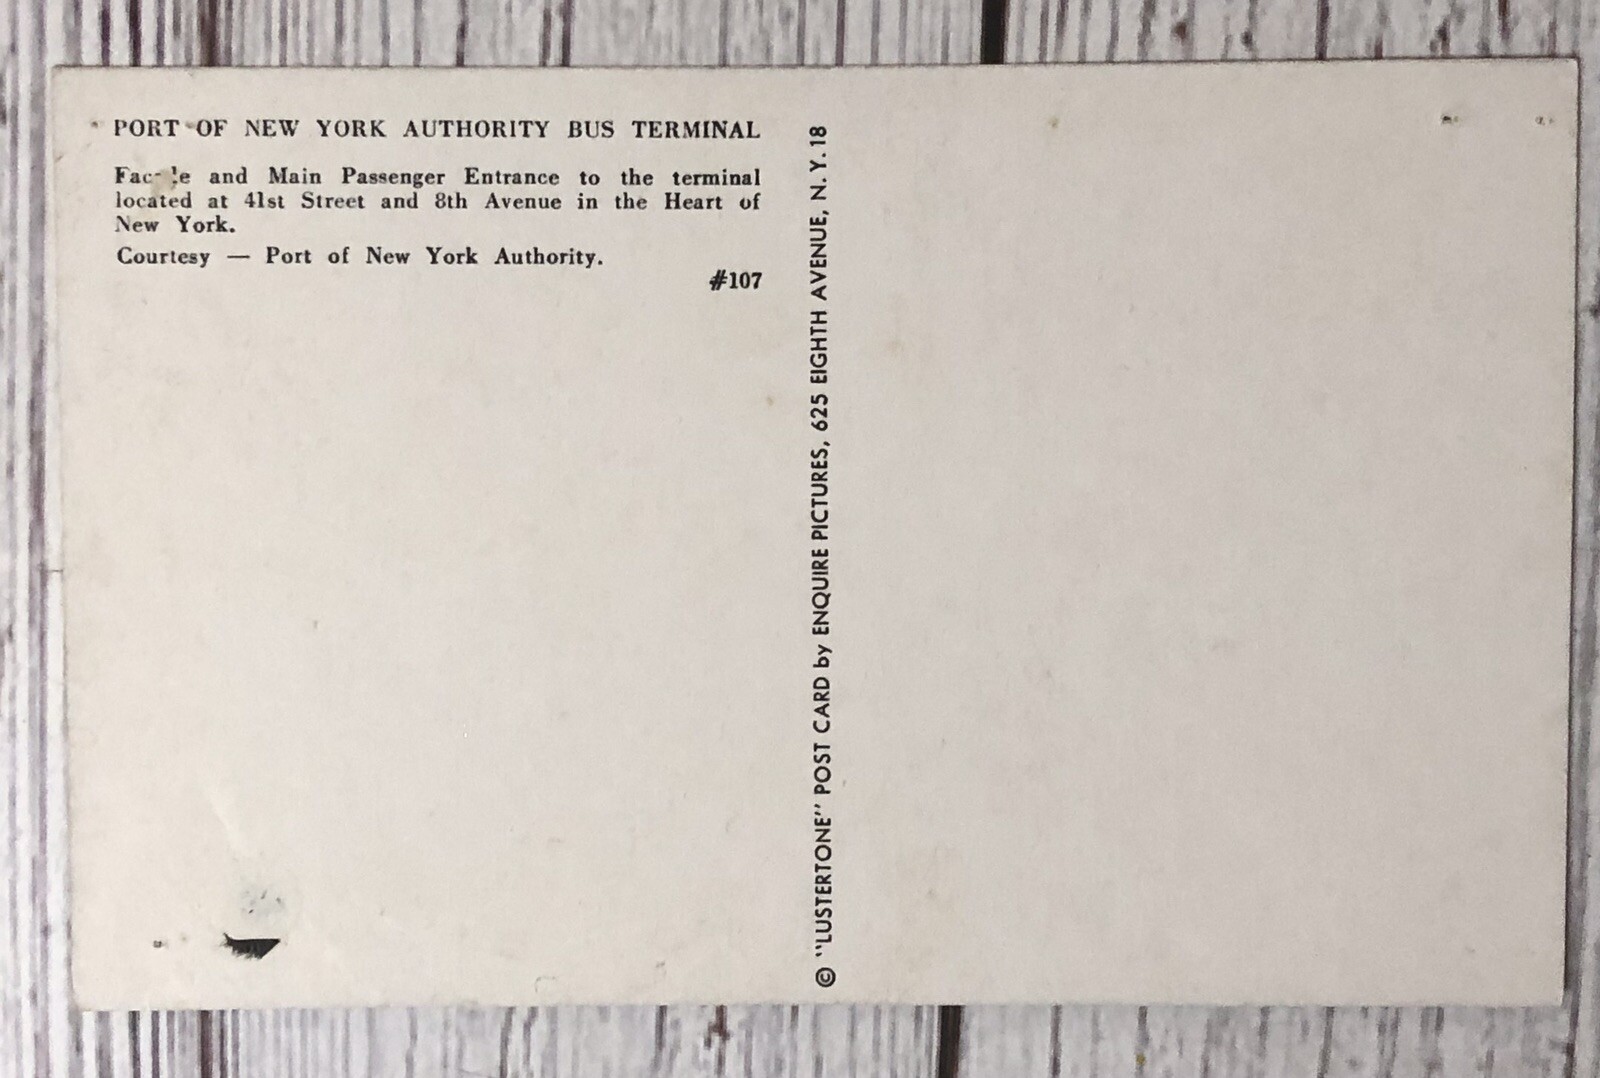 PORT OF NEW YORK AUTHORITY BUS TERMINAL
and Main Passenger Entrance to the terminal
located at 41st Street and 8th Avenue in the Heart of
New York.
Courtesy — Port of New York Authority.
#107
© "LUSTERTONE" POST CARD by ENQUIRE PICTURES, 625 EIGHTH AVENUE, N. Y. 18